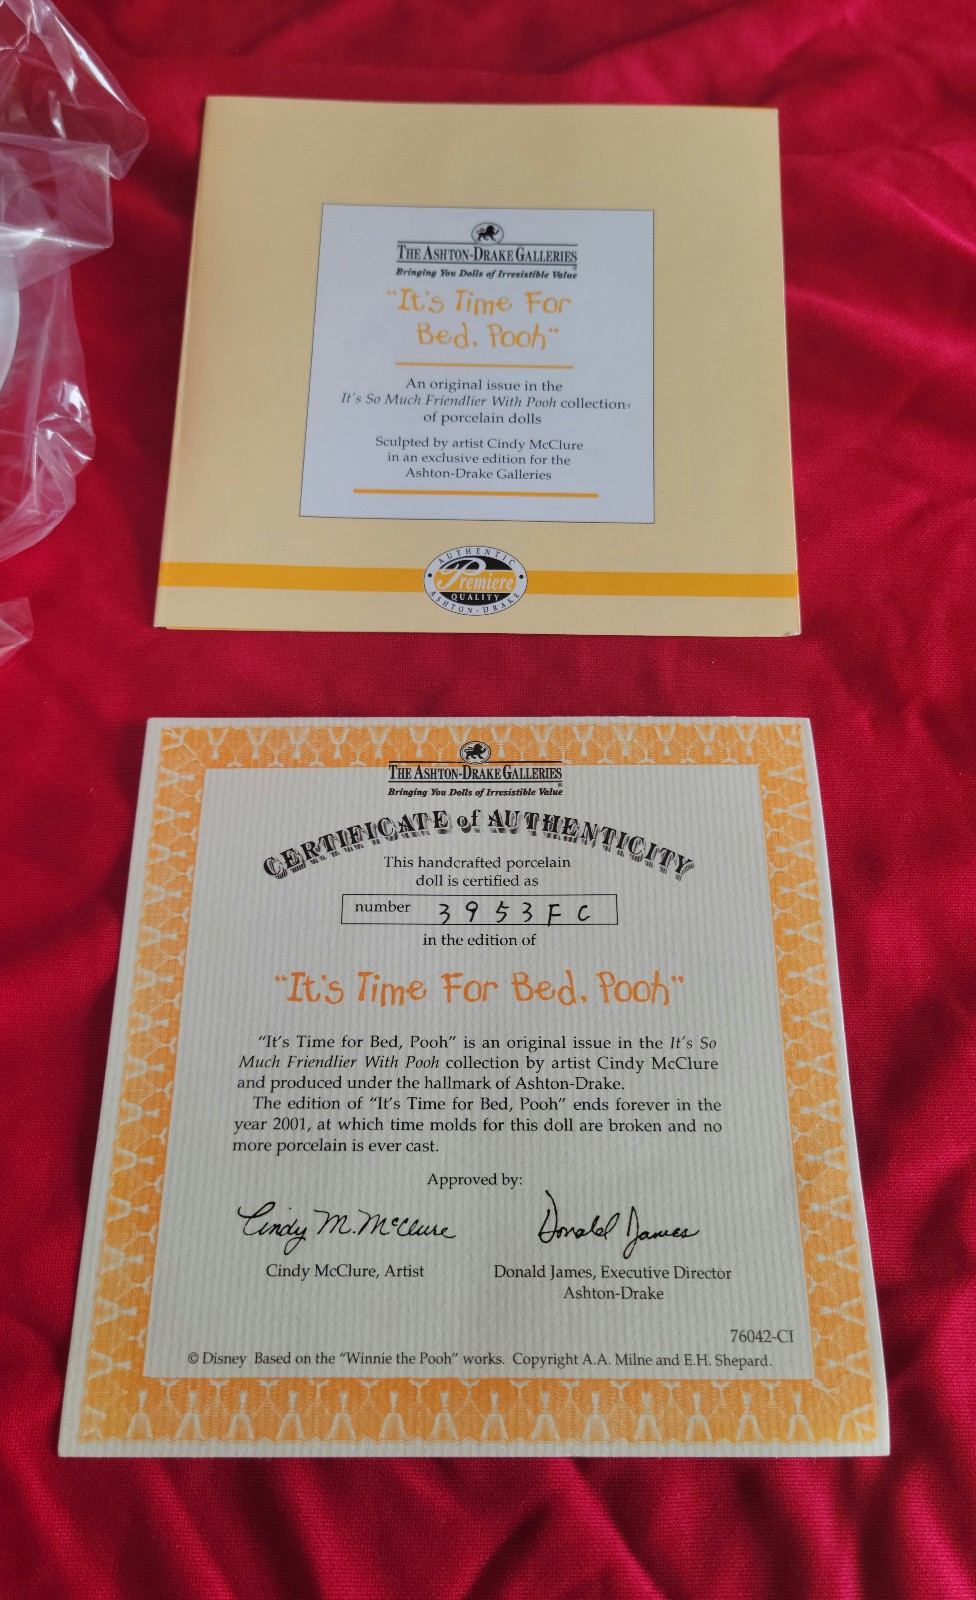 THE ASHTON-DRAKE GALLERIES
Bringing You Dolls of Irresistible Value
"It's Time For
Bed, Pooh"
An original issue in the
It's So Much Friendlier With Pooh collection
of porcelain dolls
Sculpted by artist Cindy McClure
in an exclusive edition for the
Ashton-Drake Galleries
AUTHENTIC
Premiere
QUALITY
ASHTON-DRAKE
THE ASHTON-DRAKE GALLERIES
Bringing You Dolls of Irresistible Value
CERTIFICATE of AUTHENTICITY
This handcrafted porcelain
doll is certified as
number 3953FC
in the edition of
"It's Time For Bed, Pooh"
"It's Time for Bed, Pooh" is an original issue in the It's So
Much Friendlier With Pooh collection by artist Cindy McClure
and produced under the hallmark of Ashton-Drake.
The edition of "It's Time for Bed, Pooh" ends forever in the
year 2001, at which time molds for this doll are broken and no
more porcelain is ever cast.
Approved by:
Cindy M. McClure Donald James
Cindy McClure, Artist Donald James, Executive Director
Ashton-Drake
76042-CI
© Disney Based on the "Winnie the Pooh" works. Copyright A.A. Milne and E.H. Shepard.